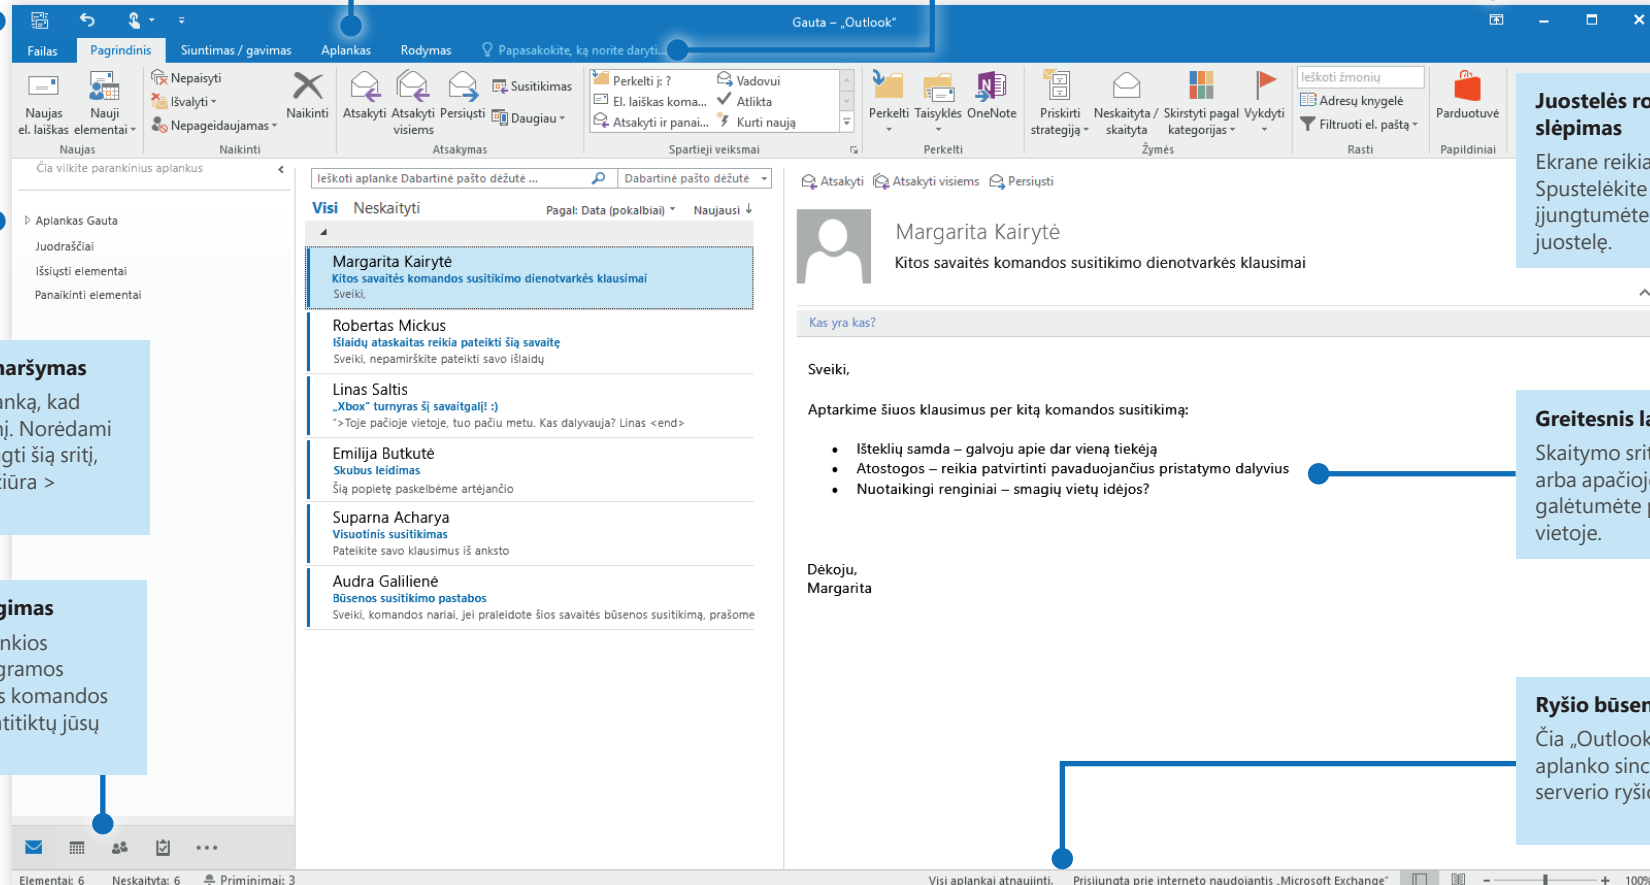 Gauta – „Outlook“
Failas Pagrindinis Siuntimas / gavimas Aplankas Rodymas Papasakokite, ką norite daryti...
Naujas el. laiškas
Nauji elementai
Naujas
Nepaisyti
Išvalyti
Nepageidaujamas
Naikinti
Naikinti
Atsakyti
Atsakyti visiems
Persiųsti
Susitikimas
Daugiau
Atsakymas
Perkelti į: ?
El. laiškas koma...
Atsakyti ir panai...
Vadovui
Atlikta
Kurti naują
Spartieji veiksmai
Perkelti
Taisyklės
OneNote
Perkelti
Priskirti strategiją
Neskaityta / skaityta
Skirstyti pagal kategorijas
Vykdyti
Žymės
Ieškoti žmonių
Adresų knygelė
Filtruoti el. paštą
Rasti
Parduotuvė
Papildiniai
Čia vilkite parankinius aplankus
Aplankas Gauta
Juodraščiai
Išsiųsti elementai
Panaikinti elementai
naršymas
anką, kad
nį. Norėdami
gti šią sritį,
žiūra >
gimas
nkios
gramos
s komandos
atitiktų jūsų
Ieškoti aplanke Dabartinė pašto dėžutė ...
Dabartinė pašto dėžutė
Visi Neskaityti
Pagal: Data (pokalbiai) Naujausi ↓
Margarita Kairytė
Kitos savaitės komandos susitikimo dienotvarkės klausimai
Sveiki,
Robertas Mickus
Išlaidų ataskaitas reikia pateikti šią savaitę
Sveiki, nepamirškite pateikti savo išlaidų
Linas Saltis
„Xbox“ turnyras šį savaitgalį! :)
">Toje pačioje vietoje, tuo pačiu metu. Kas dalyvauja? Linas <end>
Emilija Butkutė
Skubus leidimas
Šią popietę paskelbėme artėjančio
Suparna Acharya
Visuotinis susitikimas
Pateikite savo klausimus iš anksto
Audra Galilienė
Būsenos susitikimo pastabos
Sveiki, komandos nariai, jei praleidote šios savaitės būsenos susitikimą, prašome
Atsakyti Atsakyti visiems Persiųsti
Margarita Kairytė
Kitos savaitės komandos susitikimo dienotvarkės klausimai
Kas yra kas?
Sveiki,
Aptarkime šiuos klausimus per kitą komandos susitikimą:
• Išteklių samda – galvoju apie dar vieną tiekėją
• Atostogos – reikia patvirtinti pavaduojančius pristatymo dalyvius
• Nuotaikingi renginiai – smagių vietų idėjos?
Dėkoju,
Margarita
Juostelės ro
slėpimas
Ekrane reikia
Spustelėkite
įjungtumėte
juostelę.
Greitesnis la
Skaitymo srit
arba apačioj
galėtumėte p
vietoje.
Ryšio būsen
Čia „Outlook
aplanko sinc
serverio ryši
Elementai: 6 Neskaityta: 6 Priminimai: 3
Visi aplankai atnaujinti. Prisijungta prie interneto naudojantis „Microsoft Exchange“ 100%